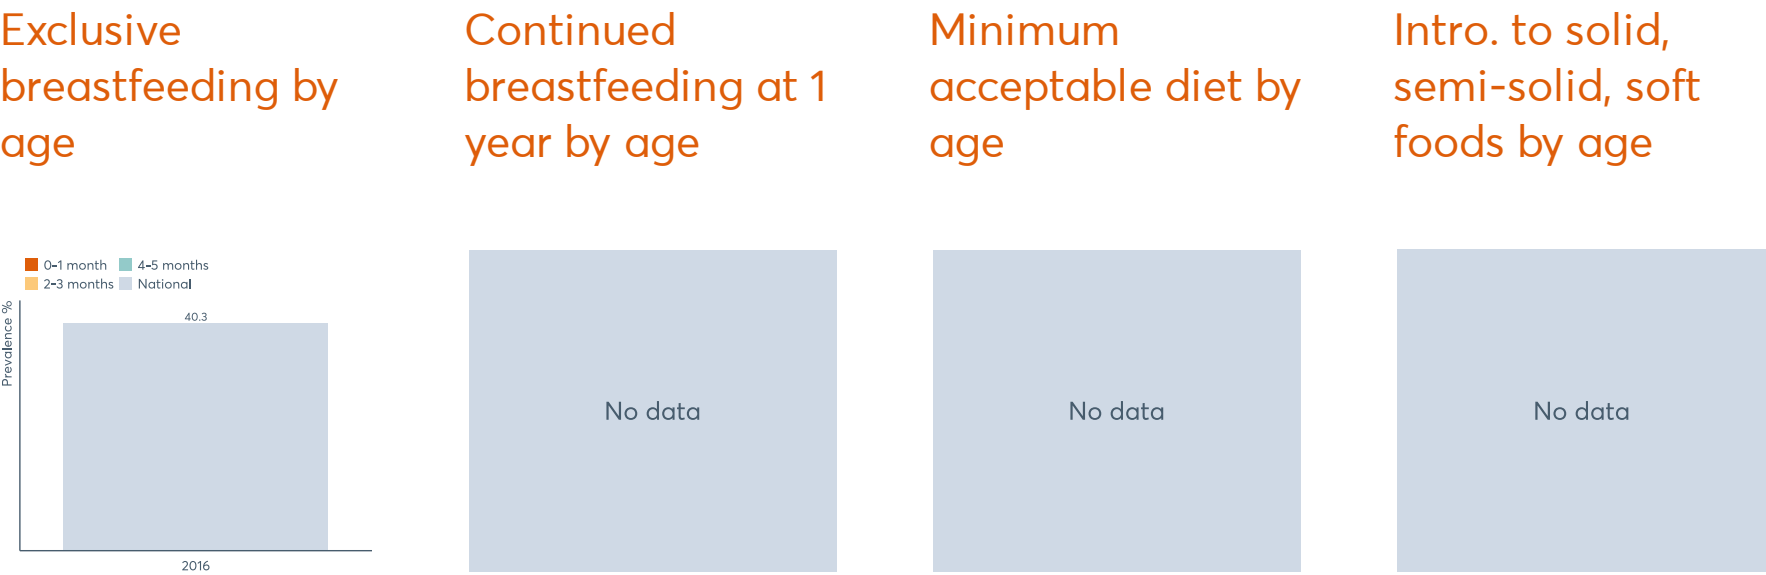 Exclusive
breastfeeding by
age
Continued
breastfeeding at 1
year by age
Minimum
acceptable diet by
age
Intro. to solid,
semi-solid, soft
foods by age
0-1 month
4-5 months
2-3 months
National
Prevalence %
40.3
2016
No data
No data
No data